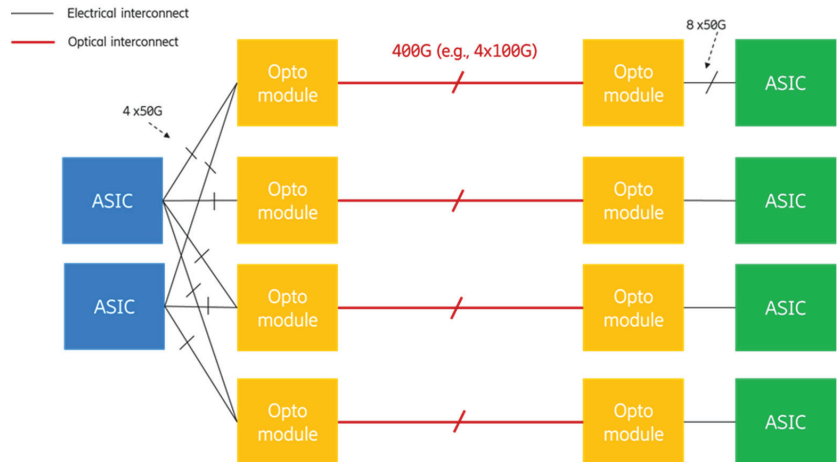 Electrical interconnect
Optical interconnect
4 x50G
400G (e.g., 4x100G)
8 x50G
Opto
module
Opto
module
ASIC
ASIC
Opto
module
Opto
module
ASIC
ASIC
Opto
module
Opto
module
ASIC
Opto
module
Opto
module
ASIC